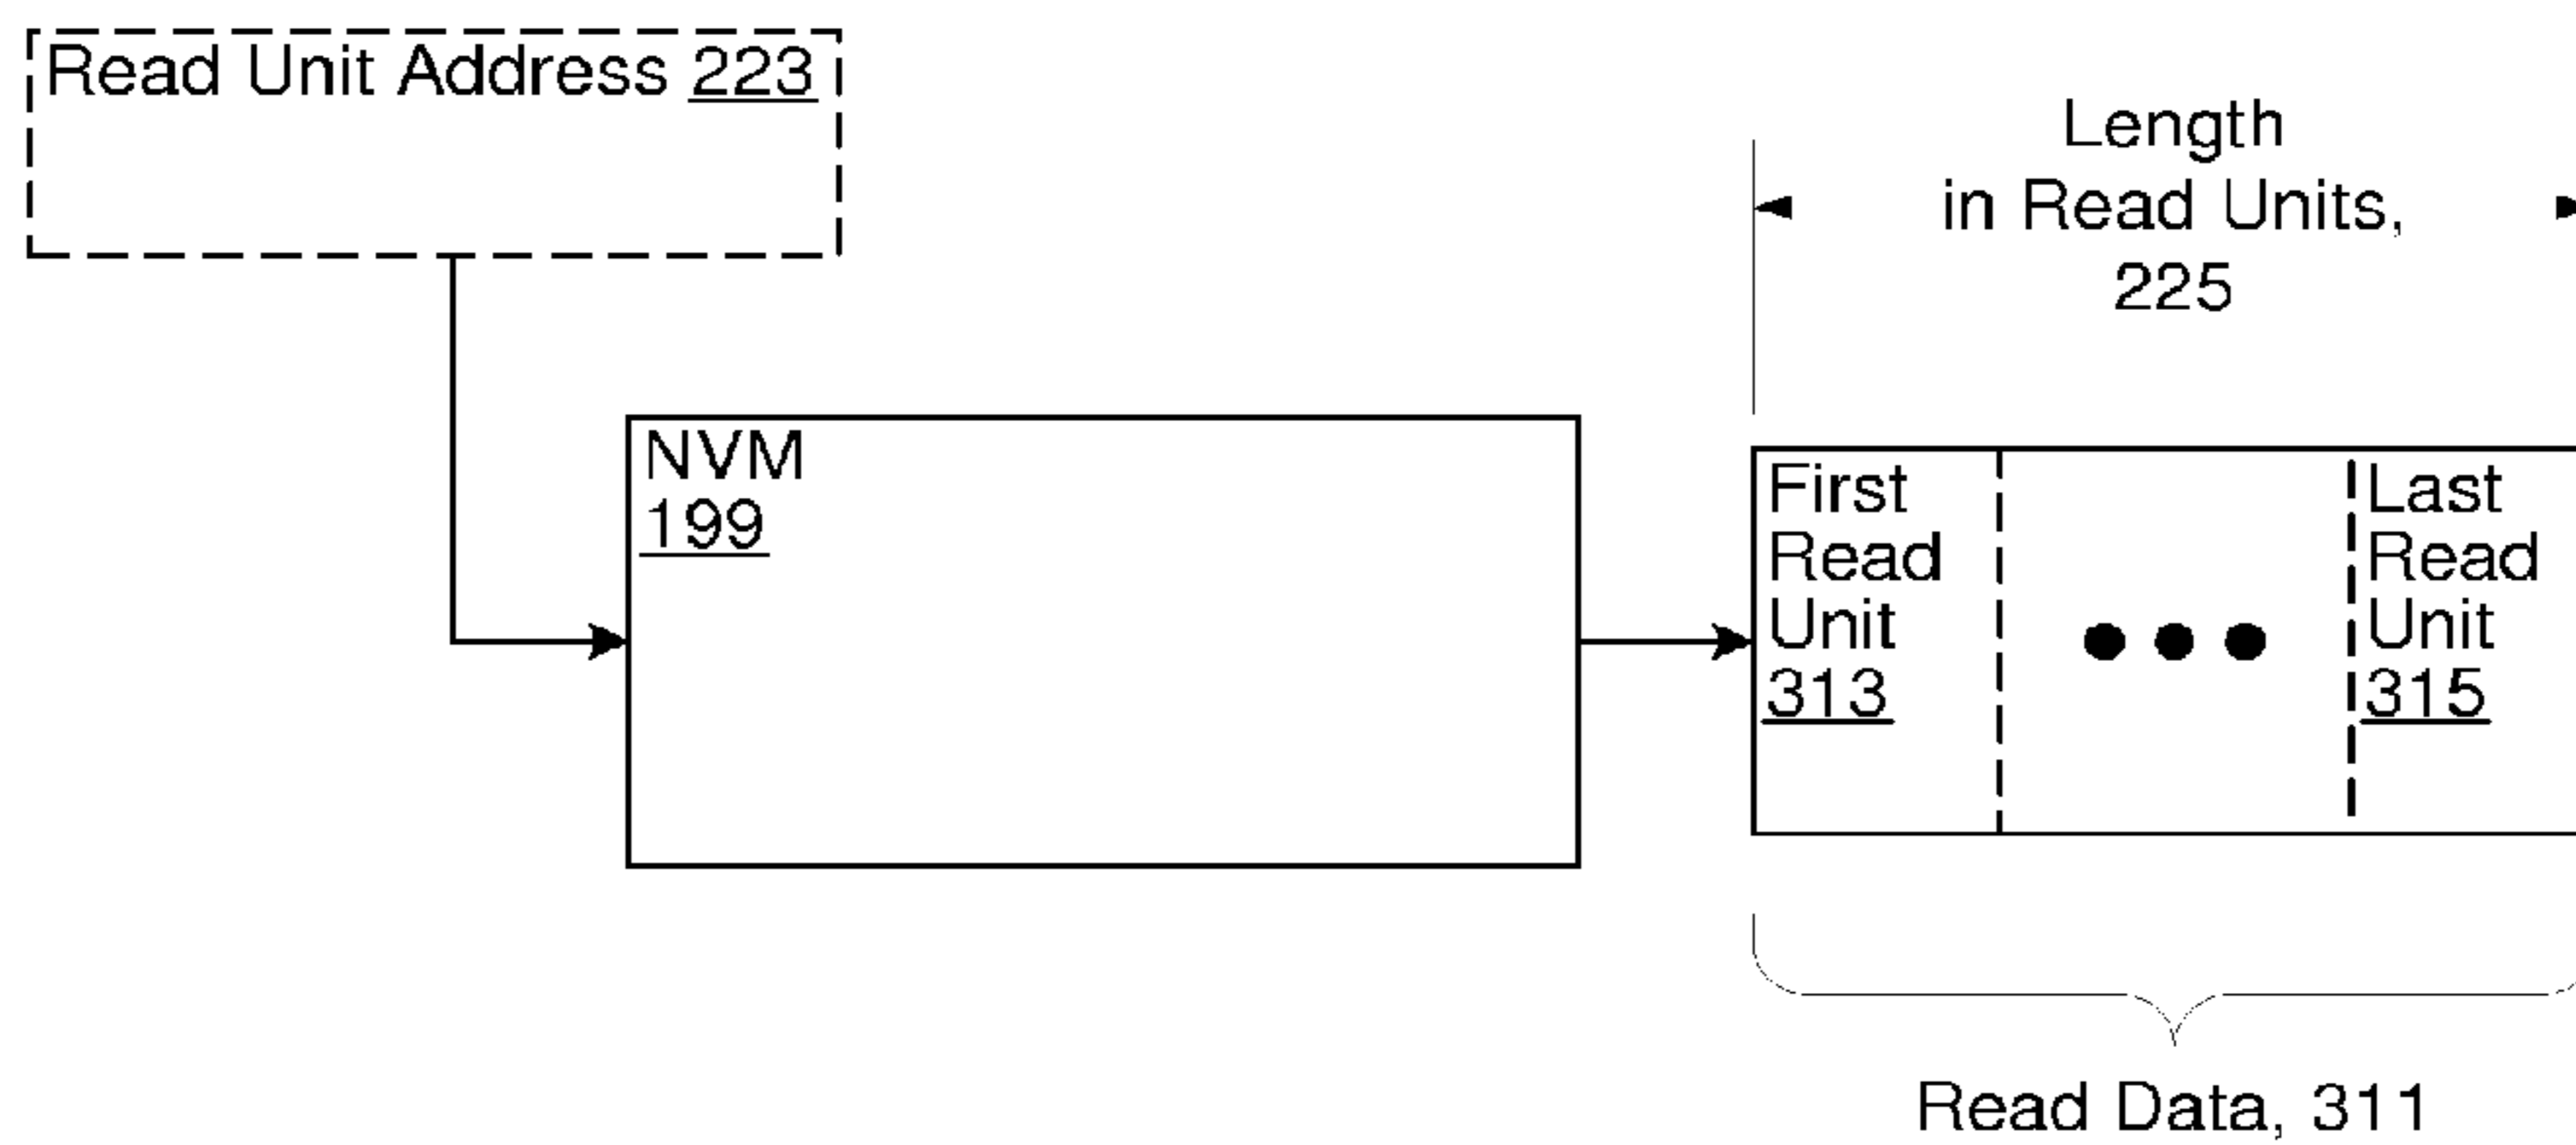 Read Unit Address 223
Length
in Read Units,
225
NVM
199
First
Read
Unit
313
Last
Read
Unit
315
Read Data, 311